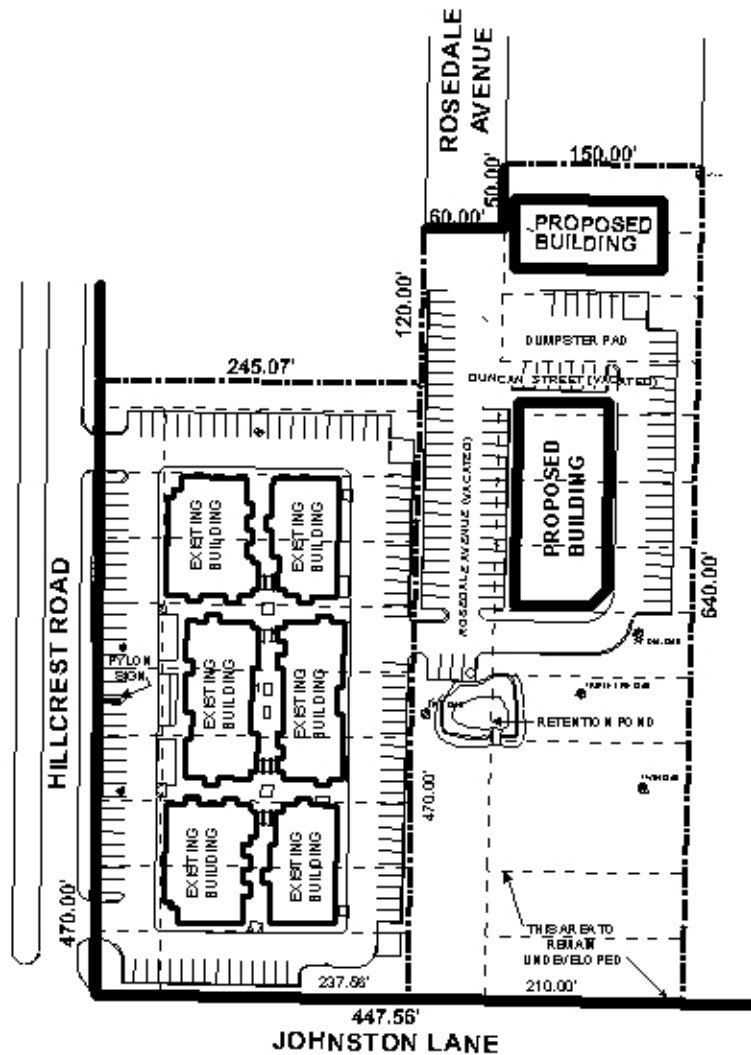 ROSEDALE
AVENUE
150.00'
50.00'
60.00'
PROPOSED
BUILDING
120.00'
DUMPSTER PAD
245.07'
DUNCAN STREET (VACATED)
ROSEDALE AVENUE (VACATED)
PROPOSED
BUILDING
EXISTING
BUILDING
EXISTING
BUILDING
640.00'
HILLCREST ROAD
PYLON
SIGN
EXISTING
BUILDING
EXISTING
BUILDING
RETENTION POND
470.00'
EXISTING
BUILDING
EXISTING
BUILDING
470.00'
THIS AREA TO
REMAIN
UNDEVELOPED
237.56'
210.00'
447.56'
JOHNSTON LANE